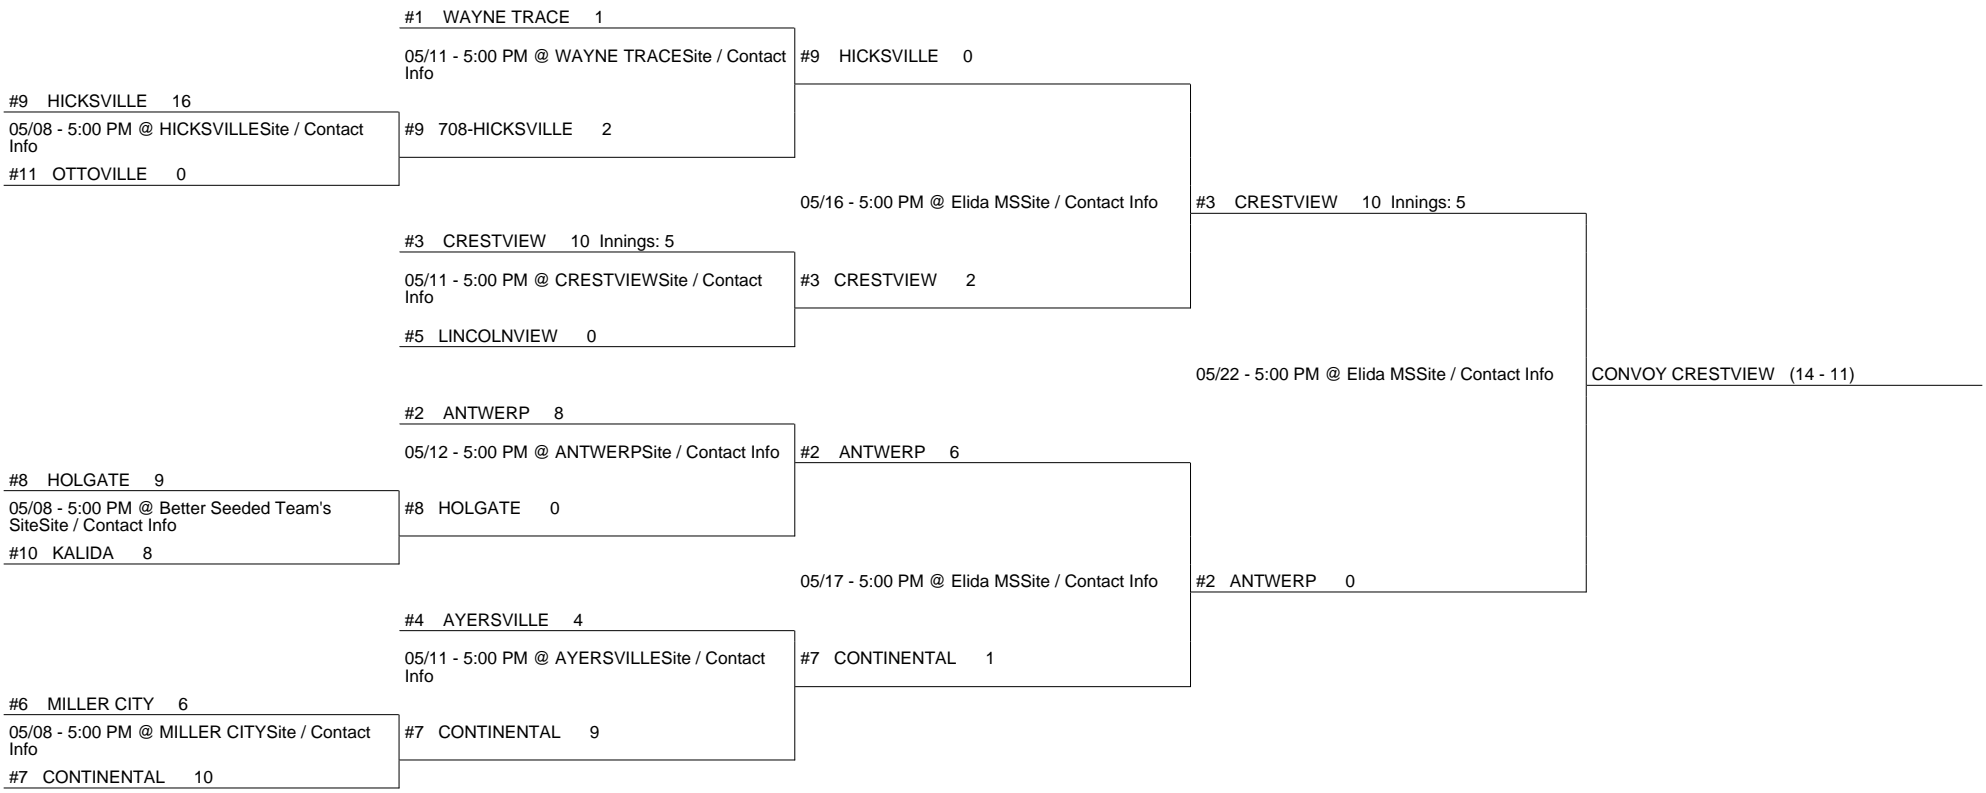 #1 WAYNE TRACE 1
05/11 - 5:00 PM @ WAYNE TRACESite / Contact
Info
#9 HICKSVILLE 0
#9 HICKSVILLE 16
05/08 - 5:00 PM @ HICKSVILLESite / Contact
Info
#9 708-HICKSVILLE 2
#11 OTTOVILLE 0
05/16 - 5:00 PM @ Elida MSSite / Contact Info
#3 CRESTVIEW 10 Innings: 5
#3 CRESTVIEW 10 Innings: 5
05/11 - 5:00 PM @ CRESTVIEWSite / Contact
Info
#3 CRESTVIEW 2
#5 LINCOLNVIEW 0
05/22 - 5:00 PM @ Elida MSSite / Contact Info
CONVOY CRESTVIEW (14 - 11)
#2 ANTWERP 8
05/12 - 5:00 PM @ ANTWERPSite / Contact Info
#2 ANTWERP 6
#8 HOLGATE 9
05/08 - 5:00 PM @ Better Seeded Team's
SiteSite / Contact Info
#8 HOLGATE 0
#10 KALIDA 8
05/17 - 5:00 PM @ Elida MSSite / Contact Info
#2 ANTWERP 0
#4 AYERSVILLE 4
05/11 - 5:00 PM @ AYERSVILLESite / Contact
Info
#7 CONTINENTAL 1
#6 MILLER CITY 6
05/08 - 5:00 PM @ MILLER CITYSite / Contact
Info
#7 CONTINENTAL 9
#7 CONTINENTAL 10